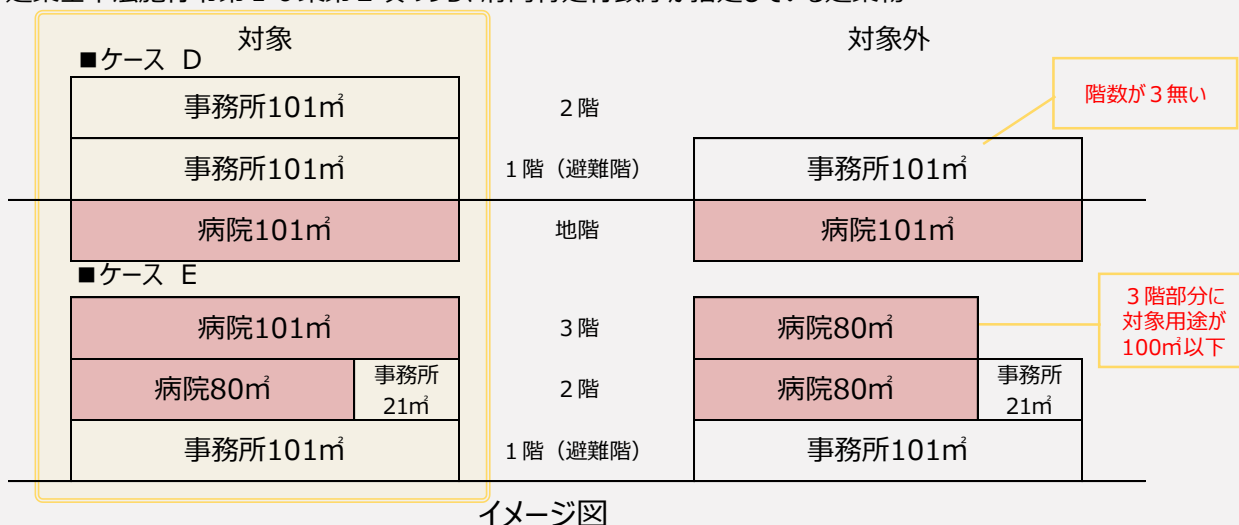 対象
対象外
■ケース D
事務所101㎡
2階
階数が3無い
事務所101㎡
1階（避難階）
事務所101㎡
病院101㎡
地階
病院101㎡
■ケース E
病院101㎡
3階
病院80㎡
3階部分に
対象用途が
100㎡以下
病院80㎡
事務所
21㎡
2階
病院80㎡
事務所
21㎡
事務所101㎡
1階（避難階）
事務所101㎡
イメージ図